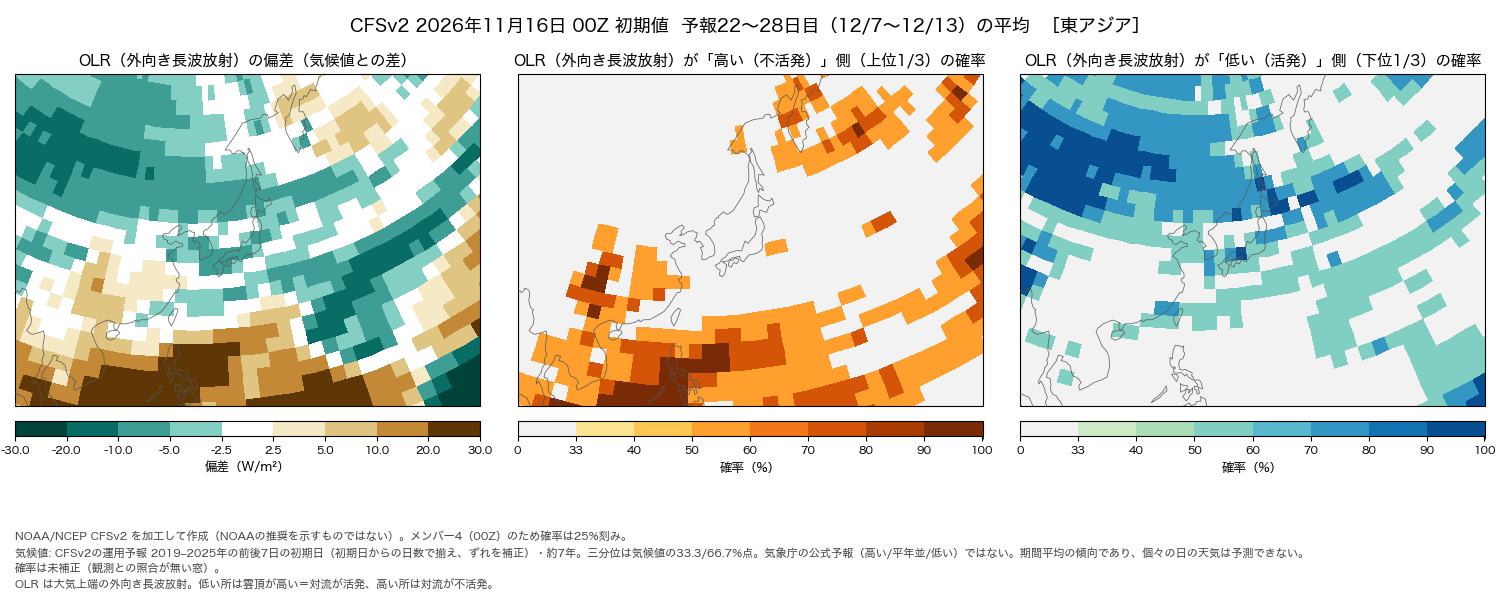 CFSv2 2026年11月16日 00Z 初期値 予報22〜28日目（12/7〜12/13）の平均 ［東アジア］
OLR（外向き長波放射）の偏差（気候値との差）
OLR（外向き長波放射）が「高い（不活発）」側（上位1/3）の確率
OLR（外向き長波放射）が「低い（活発）」側（下位1/3）の確率
-30.0 -20.0 -10.0 -5.0 -2.5 2.5 5.0 10.0 20.0 30.0
偏差（W/m²）
0 33 40 50 60 70 80 90 100
確率（%）
0 33 40 50 60 70 80 90 100
確率（%）
NOAA/NCEP CFSv2 を加工して作成（NOAAの推奨を示すものではない）。メンバー4（00Z）のため確率は25%刻み。
気候値: CFSv2の運用予報 2019–2025年の前後7日の初期日（初期日からの日数で揃え、ずれを補正）・約7年。三分位は気候値の33.3/66.7%点。気象庁の公式予報（高い/平年並/低い）ではない。期間平均の傾向であり、個々の日の天気は予測できない。
確率は未補正（観測との照合が無い窓）。
OLR は大気上端の外向き長波放射。低い所は雲頂が高い＝対流が活発、高い所は対流が不活発。